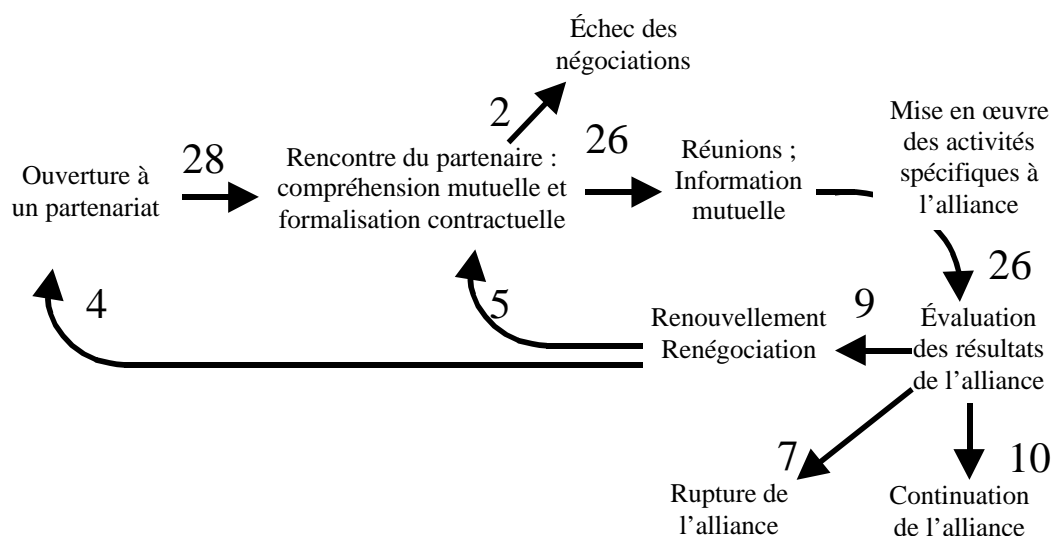 Échec des
négociations
2
Ouverture à
un partenariat
28
Rencontre du partenaire :
compréhension mutuelle et
formalisation contractuelle
26
Réunions ;
Information
mutuelle
Mise en œuvre
des activités
spécifiques à
l’alliance
26
4
5
Renouvellement
Renégociation
9
Évaluation
des résultats
de l’alliance
7
Rupture de
l’alliance
10
Continuation
de l’alliance